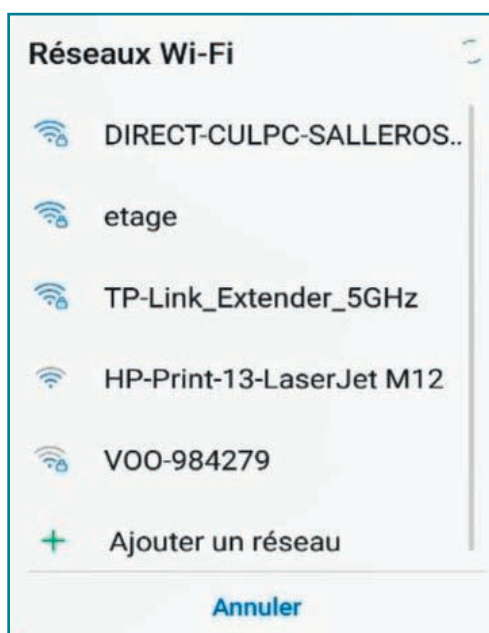 Réseaux Wi-Fi
DIRECT-CULPC-SALLEROS..
etage
TP-Link_Extender_5GHz
HP-Print-13-LaserJet M12
VOO-984279
Ajouter un réseau
Annuler